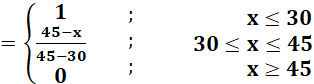 = { 1 ; x ≤ 30
45−x / 45−30 ; 30 ≤ x ≤ 45
0 ; x ≥ 45